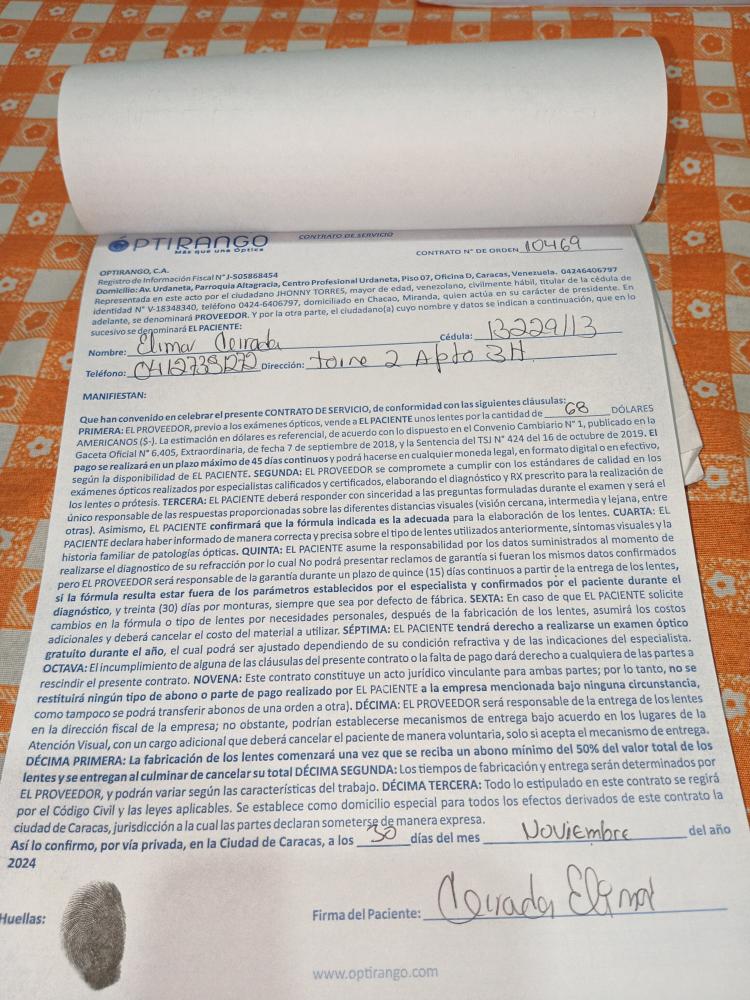 ÓPTIRANGO
Más que una Óptica
CONTRATO DE SERVICIO
CONTRATO N° DE ORDEN 10469
OPTIRANGO, C.A.
Registro de Información Fiscal N° J-505868454
Domicilio: Av. Urdaneta, Parroquia Altagracia, Centro Profesional Urdaneta, Piso 07, Oficina D, Caracas, Venezuela. 04246406797
Representada en este acto por el ciudadano JHONNY TORRES, mayor de edad, venezolano, civilmente hábil, titular de la cédula de
identidad N° V-18348340, teléfono 0424-6406797, domiciliado en Chacao, Miranda, quien actúa en su carácter de presidente. En
adelante, se denominará PROVEEDOR. Y por la otra parte, el ciudadano(a) cuyo nombre y datos se indican a continuación, que en lo
sucesivo se denominará EL PACIENTE:
Nombre: Elimar Cédula: 13229113
Teléfono: Dirección: torre 2 Apto 3H
MANIFIESTAN:
Que han convenido en celebrar el presente CONTRATO DE SERVICIO, de conformidad con las siguientes cláusulas:
PRIMERA: EL PROVEEDOR, previo a los exámenes ópticos, vende a EL PACIENTE unos lentes por la cantidad de 68 DÓLARES
AMERICANOS (S-). La estimación en dólares es referencial, de acuerdo con lo dispuesto en el Convenio Cambiario N° 1, publicado en la
Gaceta Oficial N° 6.405, Extraordinaria, de fecha 7 de septiembre de 2018, y la Sentencia del TSJ N° 424 del 16 de octubre de 2019. El
pago se realizará en un plazo máximo de 45 días continuos y podrá hacerse en cualquier moneda legal, en formato digital o en efectivo,
según la disponibilidad de EL PACIENTE. SEGUNDA: EL PROVEEDOR se compromete a cumplir con los estándares de calidad en los
exámenes ópticos realizados por especialistas calificados y certificados, elaborando el diagnóstico y RX prescrito para la realización de
los lentes o prótesis. TERCERA: EL PACIENTE deberá responder con sinceridad a las preguntas formuladas durante el examen y será el
único responsable de las respuestas proporcionadas sobre las diferentes distancias visuales (visión cercana, intermedia y lejana, entre
otras). Asimismo, EL PACIENTE confirmará que la fórmula indicada es la adecuada para la elaboración de los lentes. CUARTA: EL
PACIENTE declara haber informado de manera correcta y precisa sobre el tipo de lentes utilizados anteriormente, síntomas visuales y la
historia familiar de patologías ópticas. QUINTA: EL PACIENTE asume la responsabilidad por los datos suministrados al momento de
realizarse el diagnostico de su refracción por lo cual No podrá presentar reclamos de garantía si fueran los mismos datos confirmados
pero EL PROVEEDOR será responsable de la garantía durante un plazo de quince (15) días continuos a partir de la entrega de los lentes,
si la fórmula resulta estar fuera de los parámetros establecidos por el especialista y confirmados por el paciente durante el
diagnóstico, y treinta (30) días por monturas, siempre que sea por defecto de fábrica. SEXTA: En caso de que EL PACIENTE solicite
cambios en la fórmula o tipo de lentes por necesidades personales, después de la fabricación de los lentes, asumirá los costos
adicionales y deberá cancelar el costo del material a utilizar. SÉPTIMA: EL PACIENTE tendrá derecho a realizarse un examen óptico
gratuito durante el año, el cual podrá ser ajustado dependiendo de su condición refractiva y de las indicaciones del especialista.
OCTAVA: El incumplimiento de alguna de las cláusulas del presente contrato o la falta de pago dará derecho a cualquiera de las partes a
rescindir el presente contrato. NOVENA: Este contrato constituye un acto jurídico vinculante para ambas partes; por lo tanto, no se
restituirá ningún tipo de abono o parte de pago realizado por EL PACIENTE a la empresa mencionada bajo ninguna circunstancia,
como tampoco se podrá transferir abonos de una orden a otra). DÉCIMA: EL PROVEEDOR será responsable de la entrega de los lentes
en la dirección fiscal de la empresa; no obstante, podrían establecerse mecanismos de entrega bajo acuerdo en los lugares de la
Atención Visual, con un cargo adicional que deberá cancelar el paciente de manera voluntaria, solo si acepta el mecanismo de entrega.
DÉCIMA PRIMERA: La fabricación de los lentes comenzará una vez que se reciba un abono mínimo del 50% del valor total de los
lentes y se entregan al culminar de cancelar su total DÉCIMA SEGUNDA: Los tiempos de fabricación y entrega serán determinados por
EL PROVEEDOR, y podrán variar según las características del trabajo. DÉCIMA TERCERA: Todo lo estipulado en este contrato se regirá
por el Código Civil y las leyes aplicables. Se establece como domicilio especial para todos los efectos derivados de este contrato la
ciudad de Caracas, jurisdicción a la cual las partes declaran someterse de manera expresa.
Así lo confirmo, por vía privada, en la Ciudad de Caracas, a los 30 días del mes Noviembre del año
2024
Huellas: Firma del Paciente:
www.optirango.com